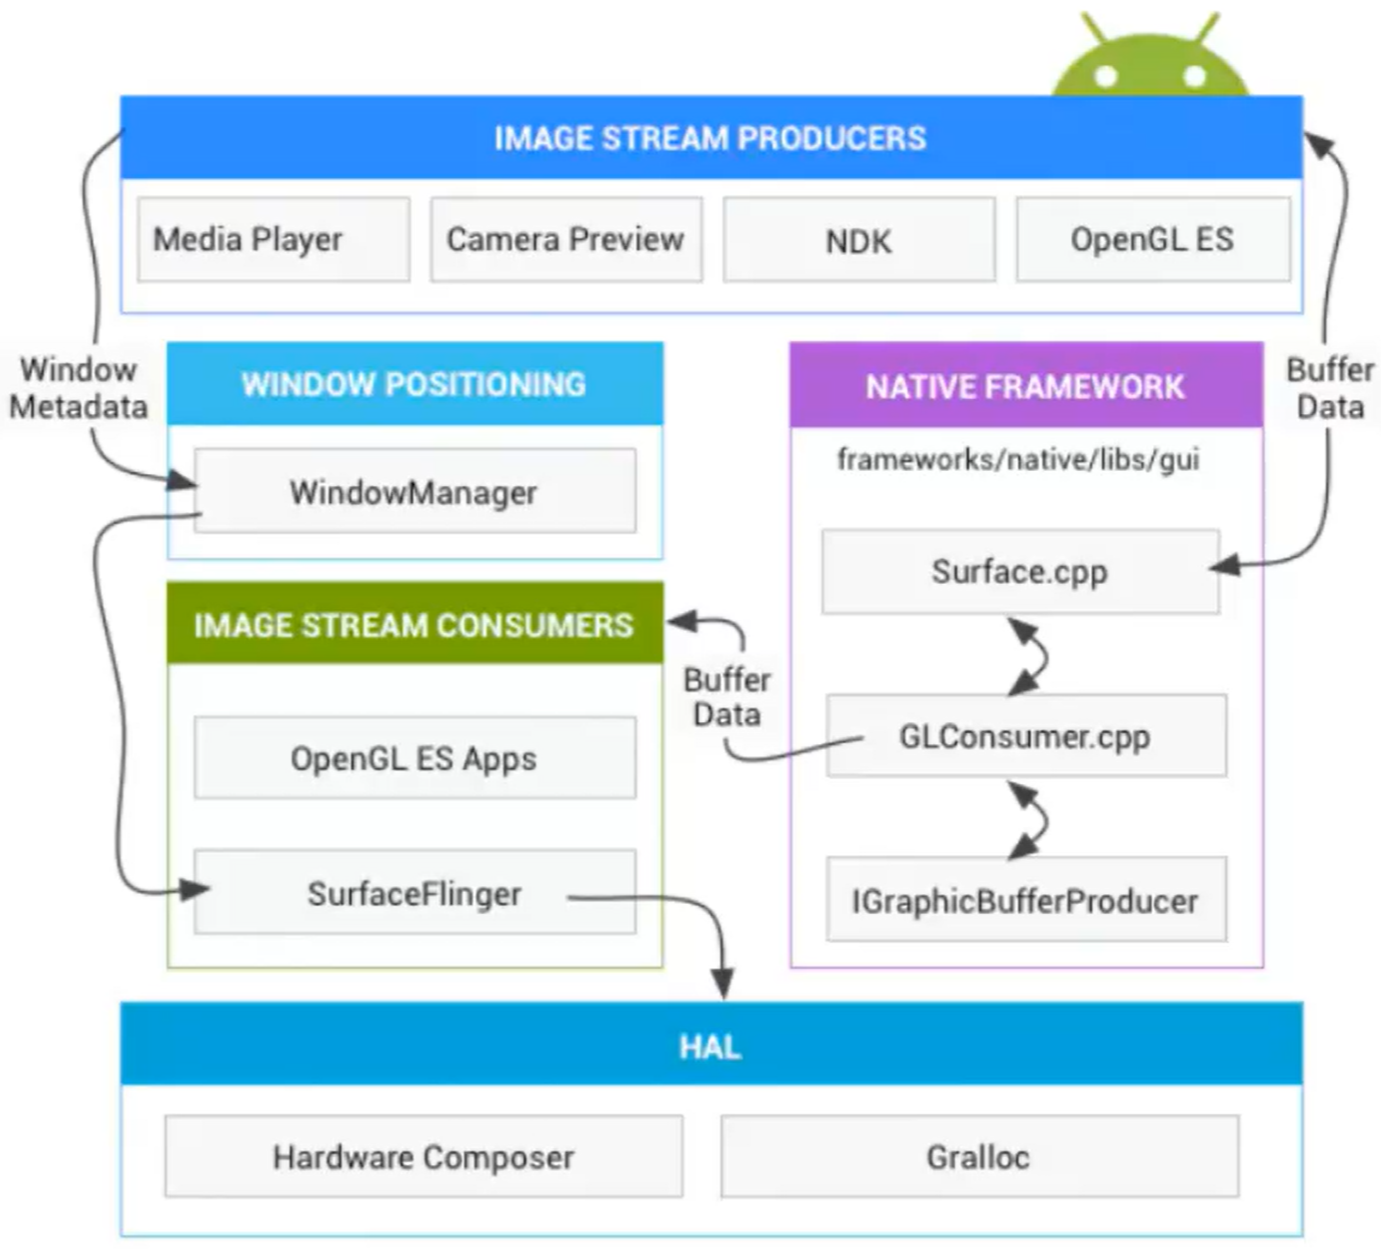 IMAGE STREAM PRODUCERS
Media Player
Camera Preview
NDK
OpenGL ES
Window
Metadata
WINDOW POSITIONING
WindowManager
NATIVE FRAMEWORK
frameworks/native/libs/gui
Buffer
Data
Surface.cpp
IMAGE STREAM CONSUMERS
Buffer
Data
GLConsumer.cpp
OpenGL ES Apps
SurfaceFlinger
IGraphicBufferProducer
HAL
Hardware Composer
Gralloc